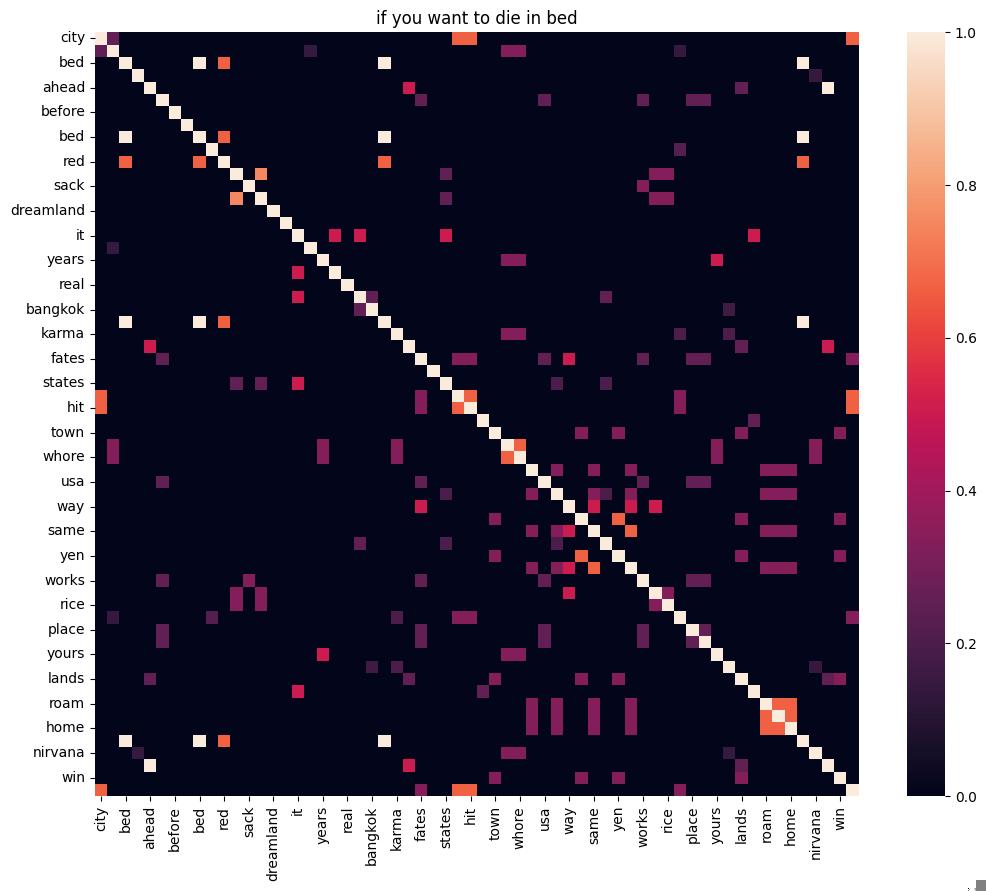 if you want to die in bed
city
bed
ahead
before
bed
red
sack
dreamland
it
years
real
bangkok
karma
fates
states
hit
town
whore
usa
way
same
yen
works
rice
place
yours
lands
roam
home
nirvana
win
1.0
0.8
0.6
0.4
0.2
0.0
city
bed
ahead
before
bed
red
sack
dreamland
it
years
real
bangkok
karma
fates
states
hit
town
whore
usa
way
same
yen
works
rice
place
yours
lands
roam
home
nirvana
win